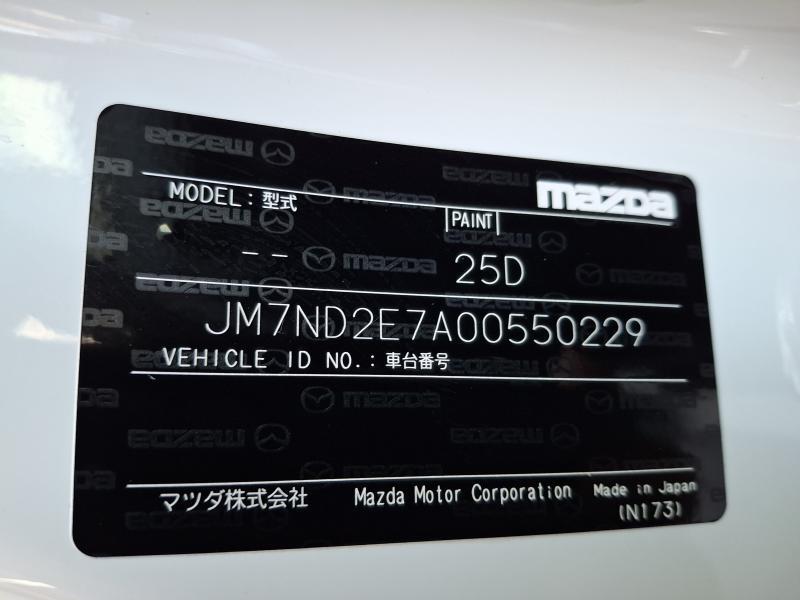 mazda
MODEL : 型式
PAINT
-- 25D
JM7ND2E7A00550229
VEHICLE ID NO. : 車台番号
マツダ株式会社 Mazda Motor Corporation Made in Japan
(N173)